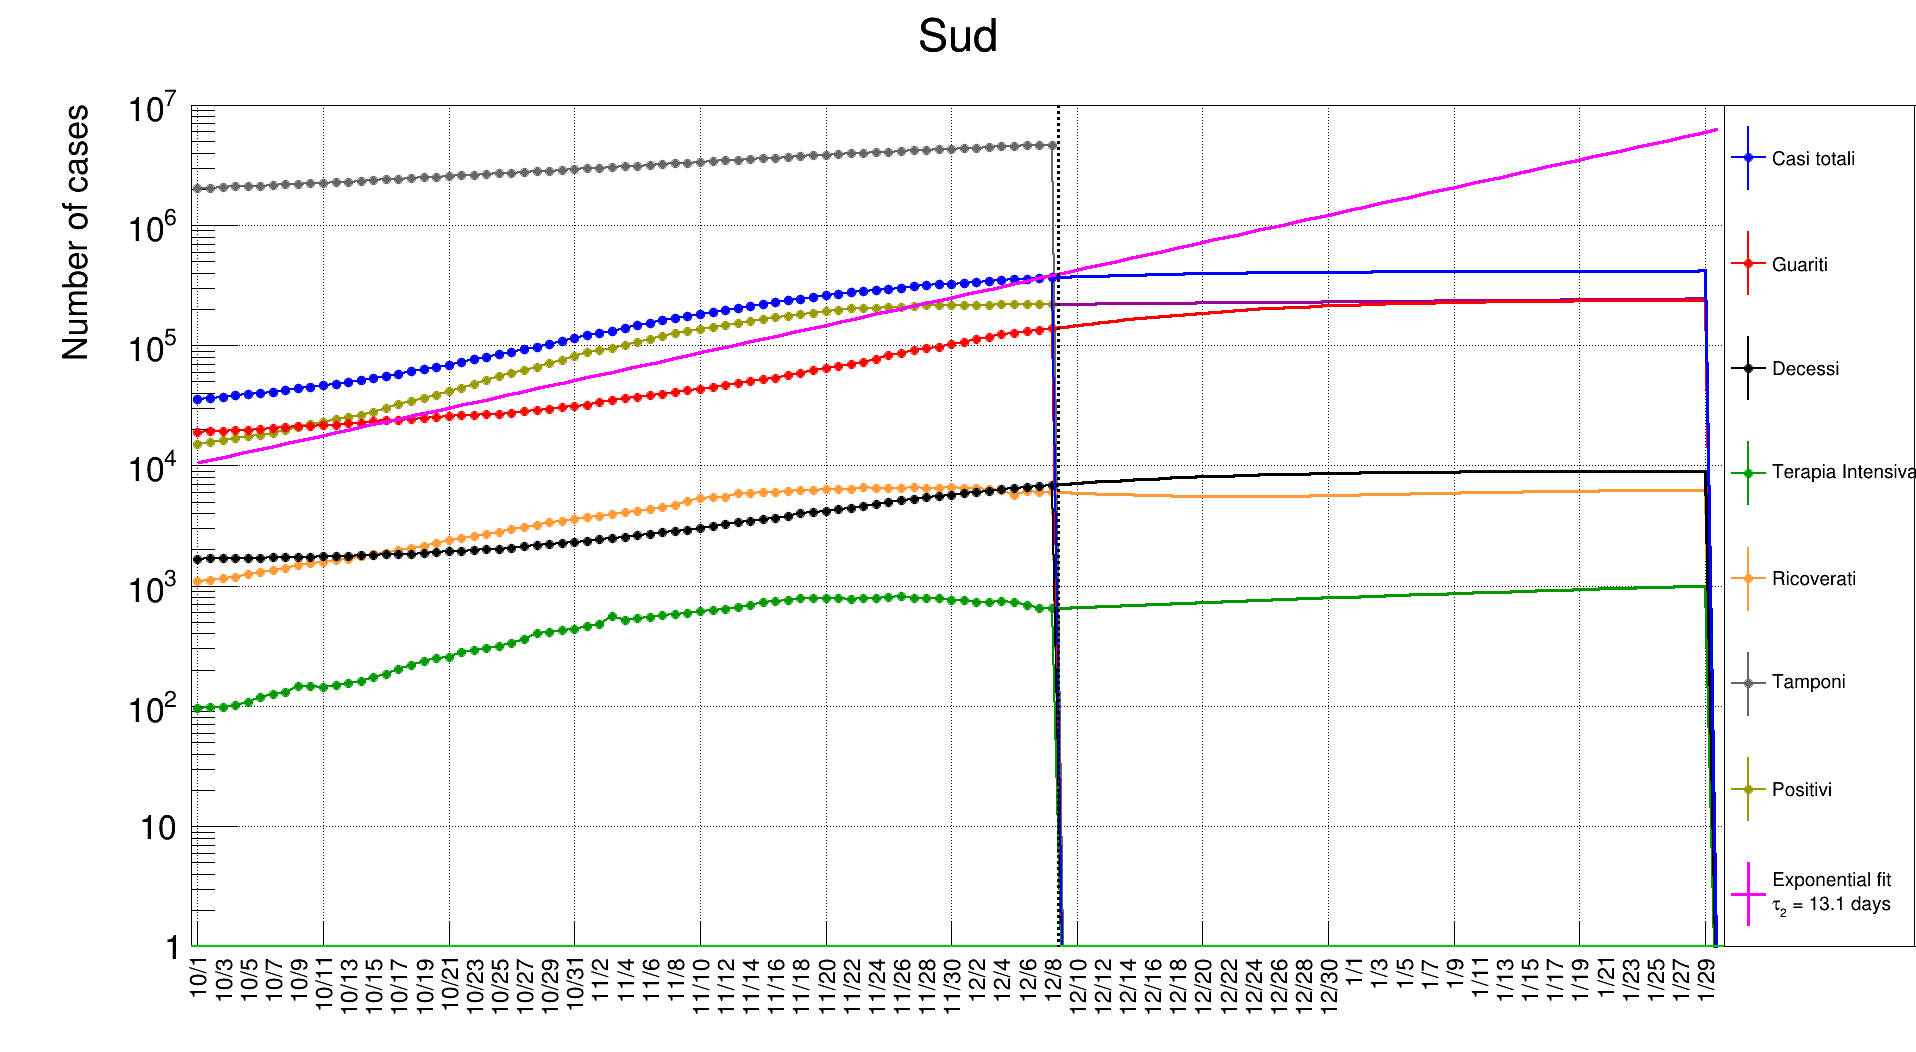 Sud
Number of cases
10^7
10^6
10^5
10^4
10^3
10^2
10
1
10/1 10/3 10/5 10/7 10/9 10/11 10/13 10/15 10/17 10/19 10/21 10/23 10/25 10/27 10/29 10/31 11/2 11/4 11/6 11/8 11/10 11/12 11/14 11/16 11/18 11/20 11/22 11/24 11/26 11/28 11/30 12/2 12/4 12/6 12/8 12/10 12/12 12/14 12/16 12/18 12/20 12/22 12/24 12/26 12/28 12/30 1/1 1/3 1/5 1/7 1/9 1/11 1/13 1/15 1/17 1/19 1/21 1/23 1/25 1/27 1/29
Casi totali
Guariti
Decessi
Terapia Intensiva
Ricoverati
Tamponi
Positivi
Exponential fit
τ₂ = 13.1 days